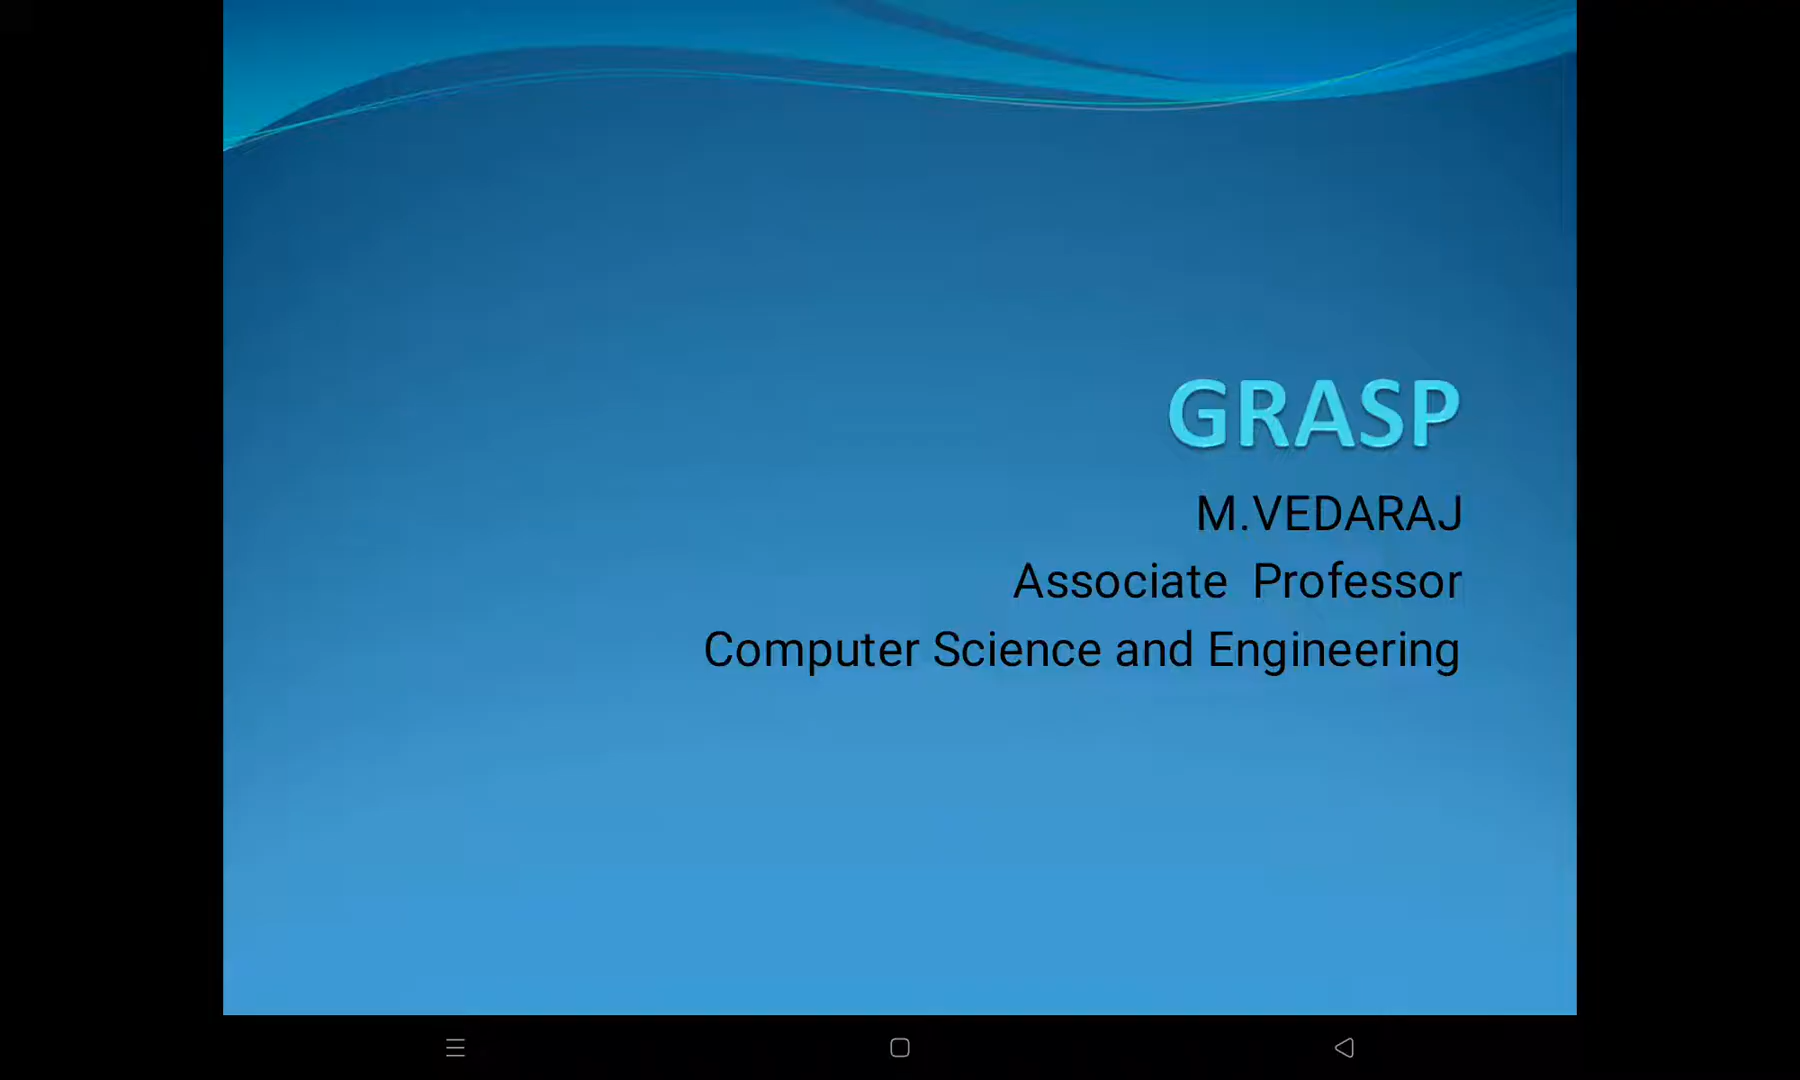 GRASP
M.VEDARAJ
Associate  Professor
Computer Science and Engineering